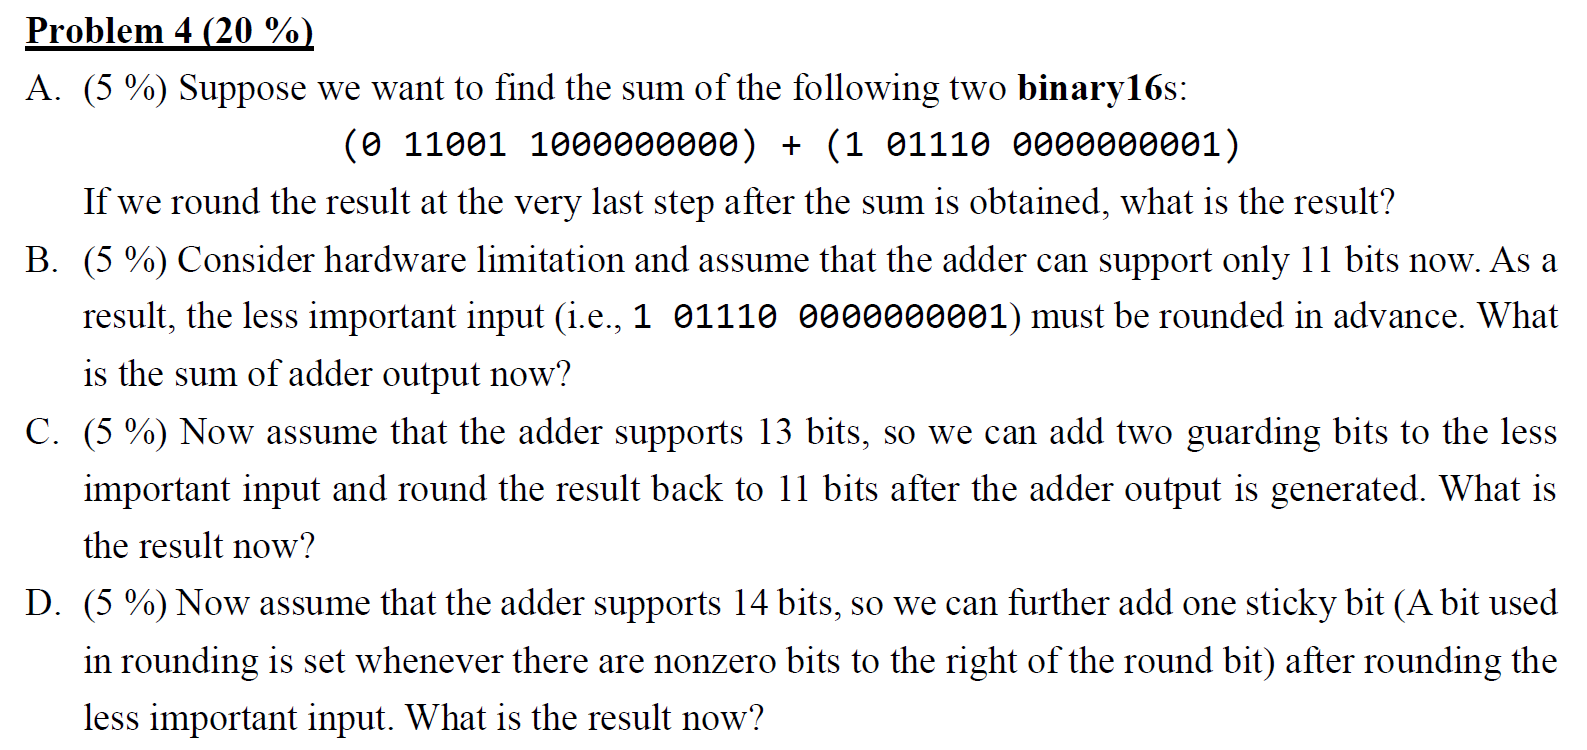 Problem 4 (20 %)
A. (5 %) Suppose we want to find the sum of the following two binary16s:
(0 11001 1000000000) + (1 01110 0000000001)
If we round the result at the very last step after the sum is obtained, what is the result?
B. (5 %) Consider hardware limitation and assume that the adder can support only 11 bits now. As a
result, the less important input (i.e., 1 01110 0000000001) must be rounded in advance. What
is the sum of adder output now?
C. (5 %) Now assume that the adder supports 13 bits, so we can add two guarding bits to the less
important input and round the result back to 11 bits after the adder output is generated. What is
the result now?
D. (5 %) Now assume that the adder supports 14 bits, so we can further add one sticky bit (A bit used
in rounding is set whenever there are nonzero bits to the right of the round bit) after rounding the
less important input. What is the result now?